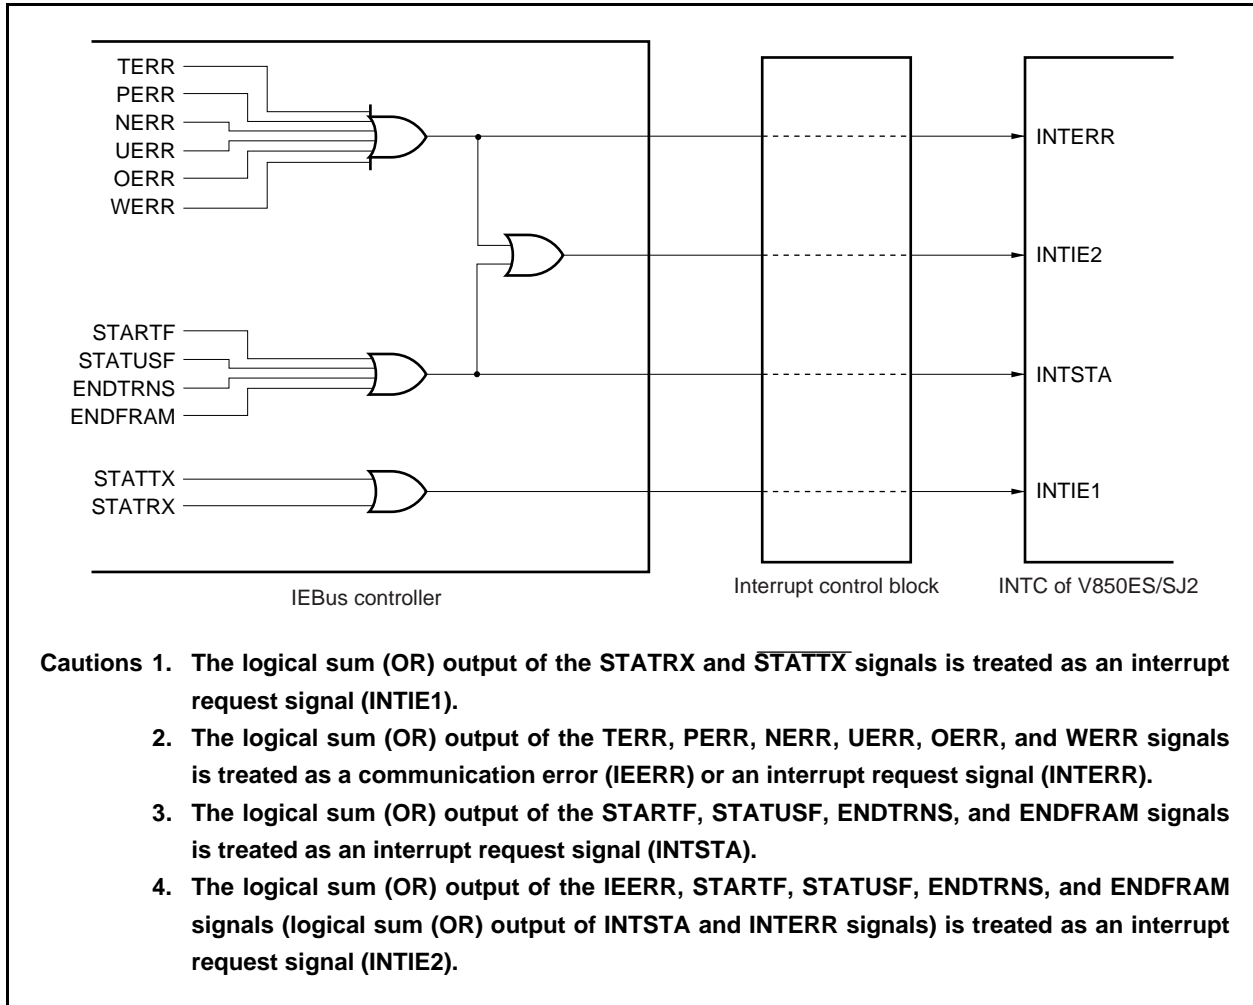 TERR
PERR
NERR
UERR
OERR
WERR
INTERR
INTIE2
STARTF
STATUSF
ENDTRNS
ENDFRAM
INTSTA
STATTX
STATRX
INTIE1
IEBus controller
Interrupt control block
INTC of V850ES/SJ2
Cautions 1. The logical sum (OR) output of the STATRX and S̅T̅A̅T̅T̅X̅ signals is treated as an interrupt
request signal (INTIE1).
2. The logical sum (OR) output of the TERR, PERR, NERR, UERR, OERR, and WERR signals
is treated as a communication error (IEERR) or an interrupt request signal (INTERR).
3. The logical sum (OR) output of the STARTF, STATUSF, ENDTRNS, and ENDFRAM signals
is treated as an interrupt request signal (INTSTA).
4. The logical sum (OR) output of the IEERR, STARTF, STATUSF, ENDTRNS, and ENDFRAM
signals (logical sum (OR) output of INTSTA and INTERR signals) is treated as an interrupt
request signal (INTIE2).